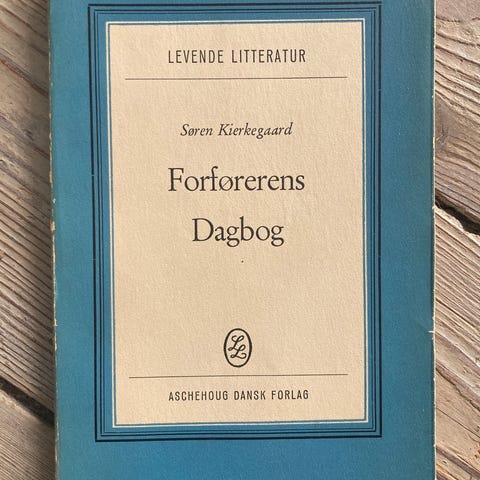 LEVENDE LITTERATUR
Søren Kierkegaard
Forførerens
Dagbog
LL
ASCHEHOUG DANSK FORLAG